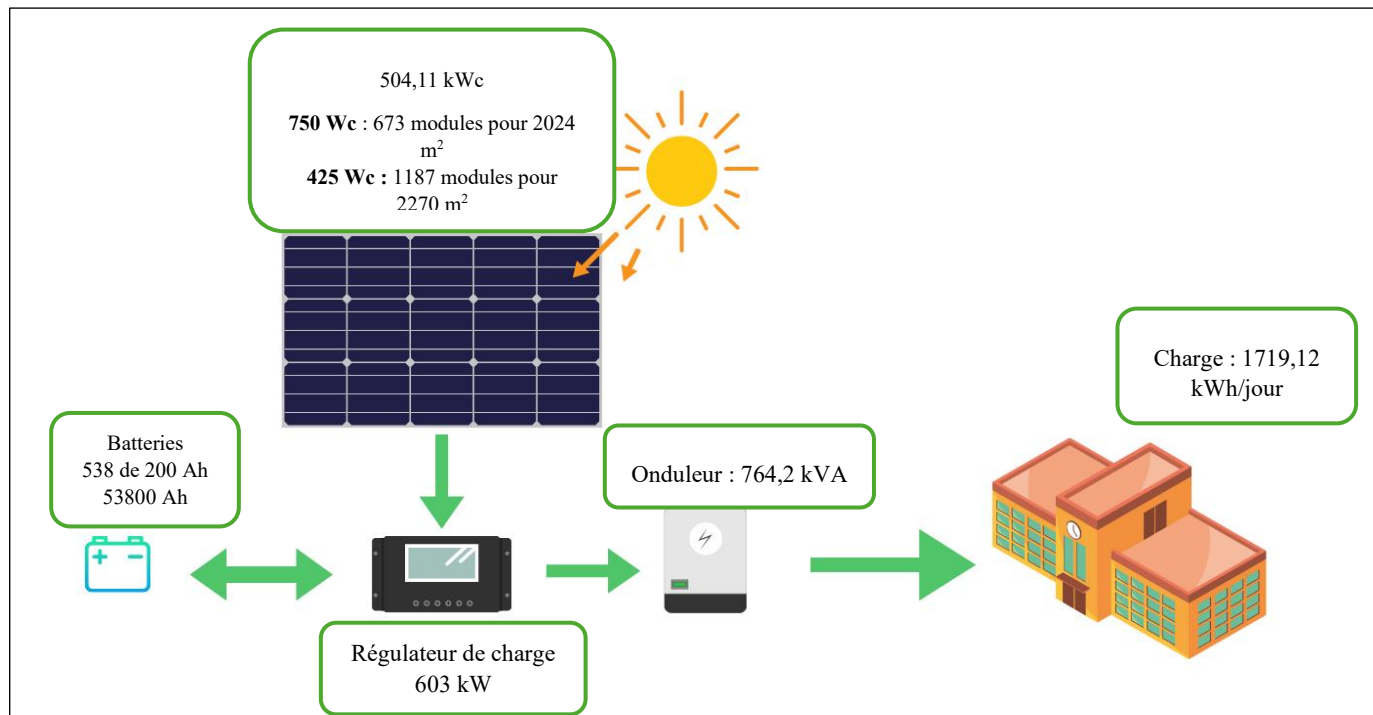 504,11 kWc
750 Wc : 673 modules pour 2024
m²
425 Wc : 1187 modules pour
2270 m²
Charge : 1719,12
kWh/jour
Batteries
538 de 200 Ah
53800 Ah
Onduleur : 764,2 kVA
Régulateur de charge
603 kW